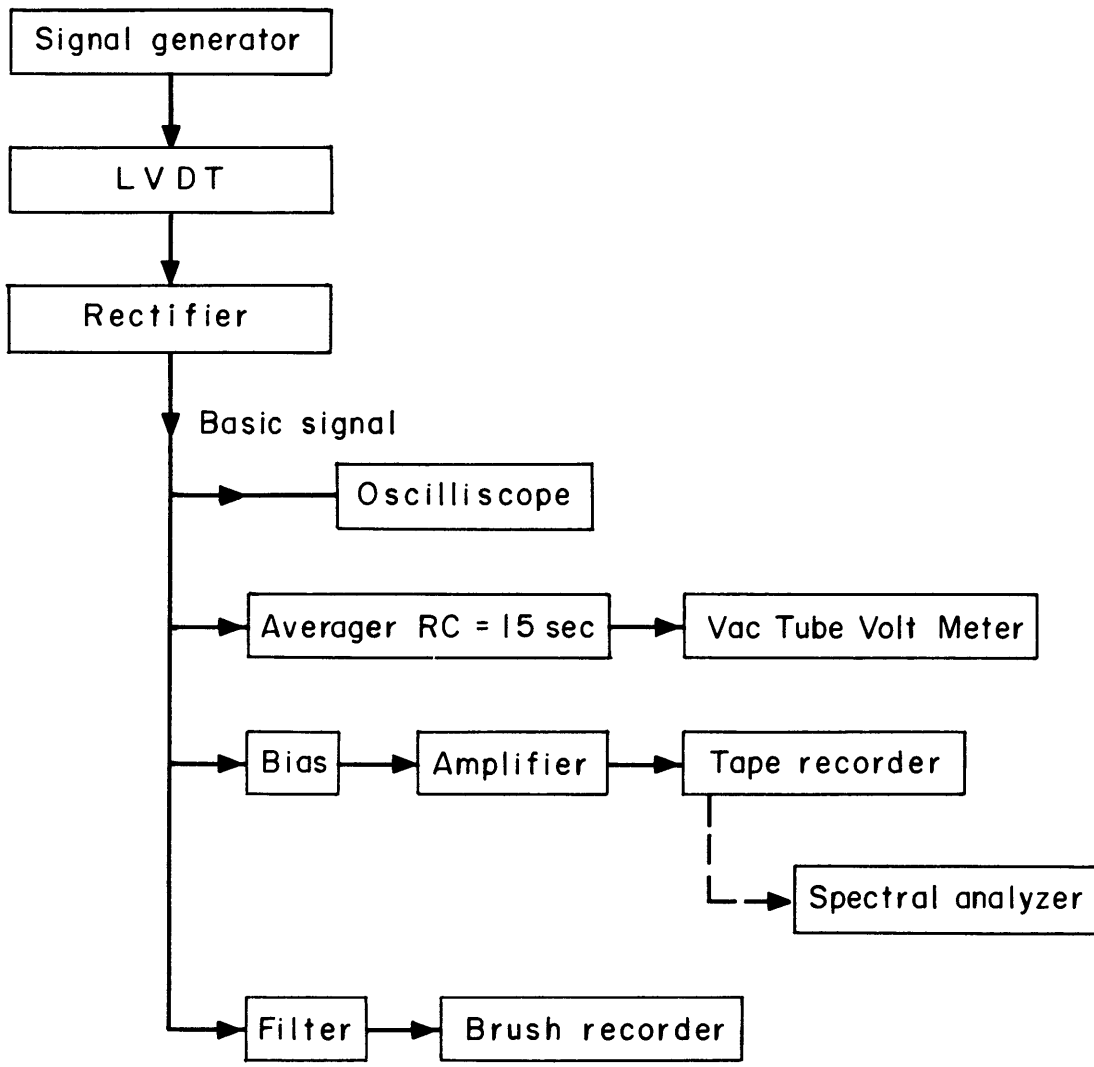 Signal generator
LVDT
Rectifier
Basic signal
Oscilliscope
Averager RC = 15 sec
Vac Tube Volt Meter
Bias
Amplifier
Tape recorder
Spectral analyzer
Filter
Brush recorder